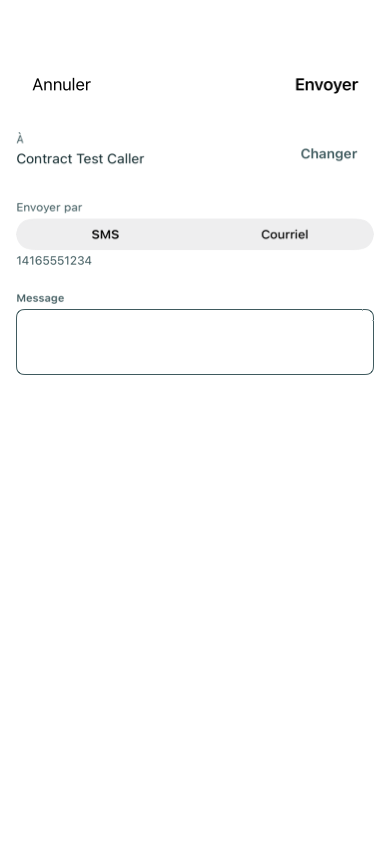 Annuler
Envoyer
À
Contract Test Caller
Changer
Envoyer par
SMS
Courriel
14165551234
Message